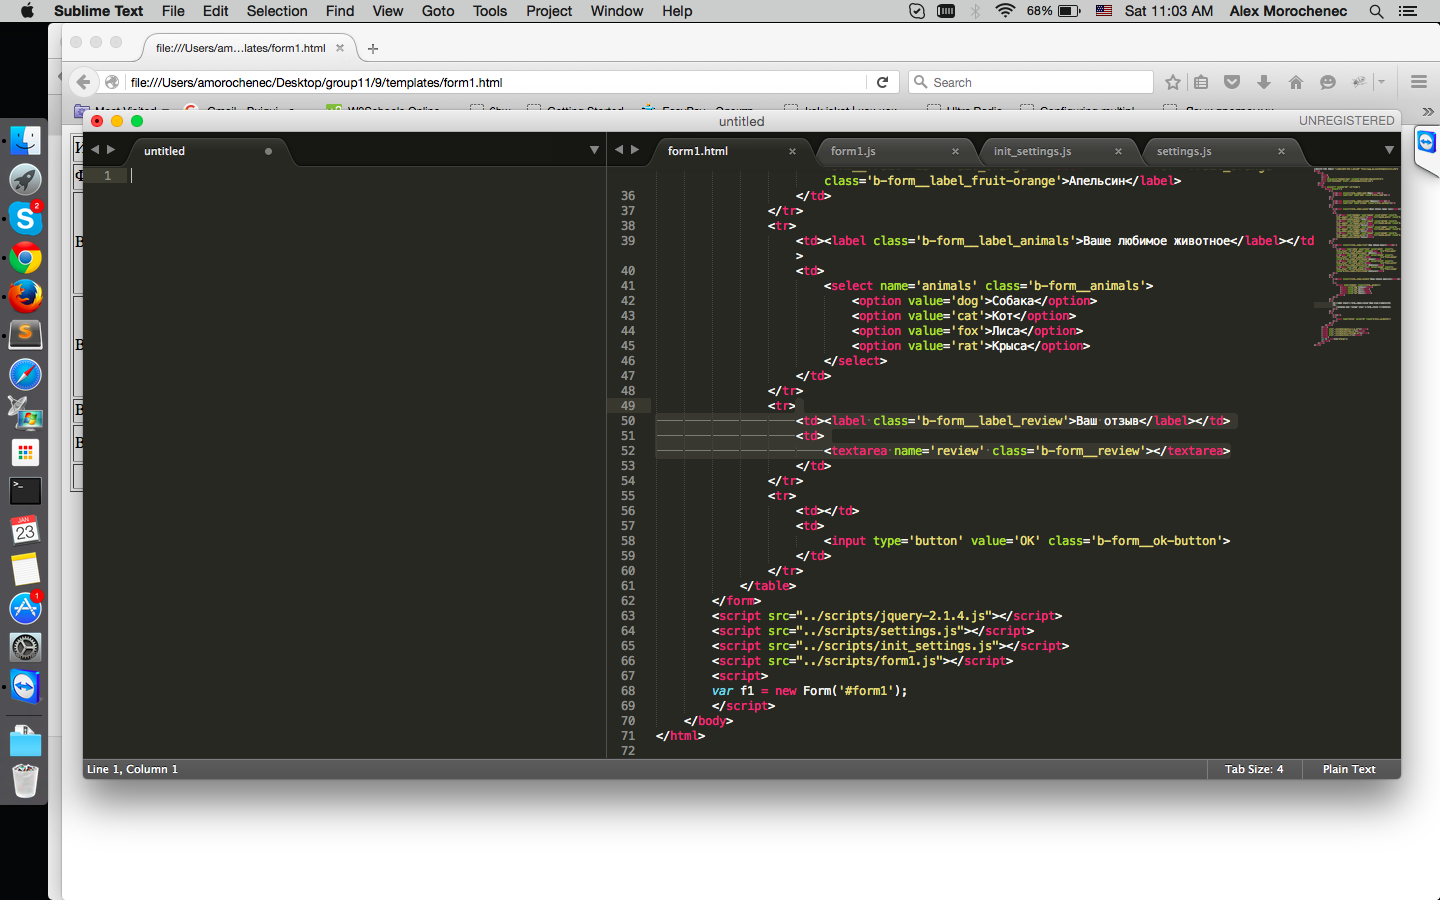 Sublime Text File Edit Selection Find View Goto Tools Project Window Help 68% Sat 11:03 AM Alex Morochenec
file:///Users/am...lates/form1.html
file:///Users/amorochenec/Desktop/group11/9/templates/form1.html Search
untitled UNREGISTERED
untitled form1.html form1.js init_settings.js settings.js
1
class='b-form__label_fruit-orange'>Апельсин</label>
36 </td>
37 </tr>
38 <tr>
39 <td><label class='b-form__label_animals'>Ваше любимое животное</label></td
>
40 <td>
41 <select name='animals' class='b-form__animals'>
42 <option value='dog'>Собака</option>
43 <option value='cat'>Кот</option>
44 <option value='fox'>Лиса</option>
45 <option value='rat'>Крыса</option>
46 </select>
47 </td>
48 </tr>
49 <tr>
50 <td><label class='b-form__label_review'>Ваш отзыв</label></td>
51 <td>
52 <textarea name='review' class='b-form__review'></textarea>
53 </td>
54 </tr>
55 <tr>
56 <td></td>
57 <td>
58 <input type='button' value='OK' class='b-form__ok-button'>
59 </td>
60 </tr>
61 </table>
62 </form>
63 <script src="../scripts/jquery-2.1.4.js"></script>
64 <script src="../scripts/settings.js"></script>
65 <script src="../scripts/init_settings.js"></script>
66 <script src="../scripts/form1.js"></script>
67 <script>
68 var f1 = new Form('#form1');
69 </script>
70 </body>
71 </html>
72
Line 1, Column 1 Tab Size: 4 Plain Text
2
JAN
23
1